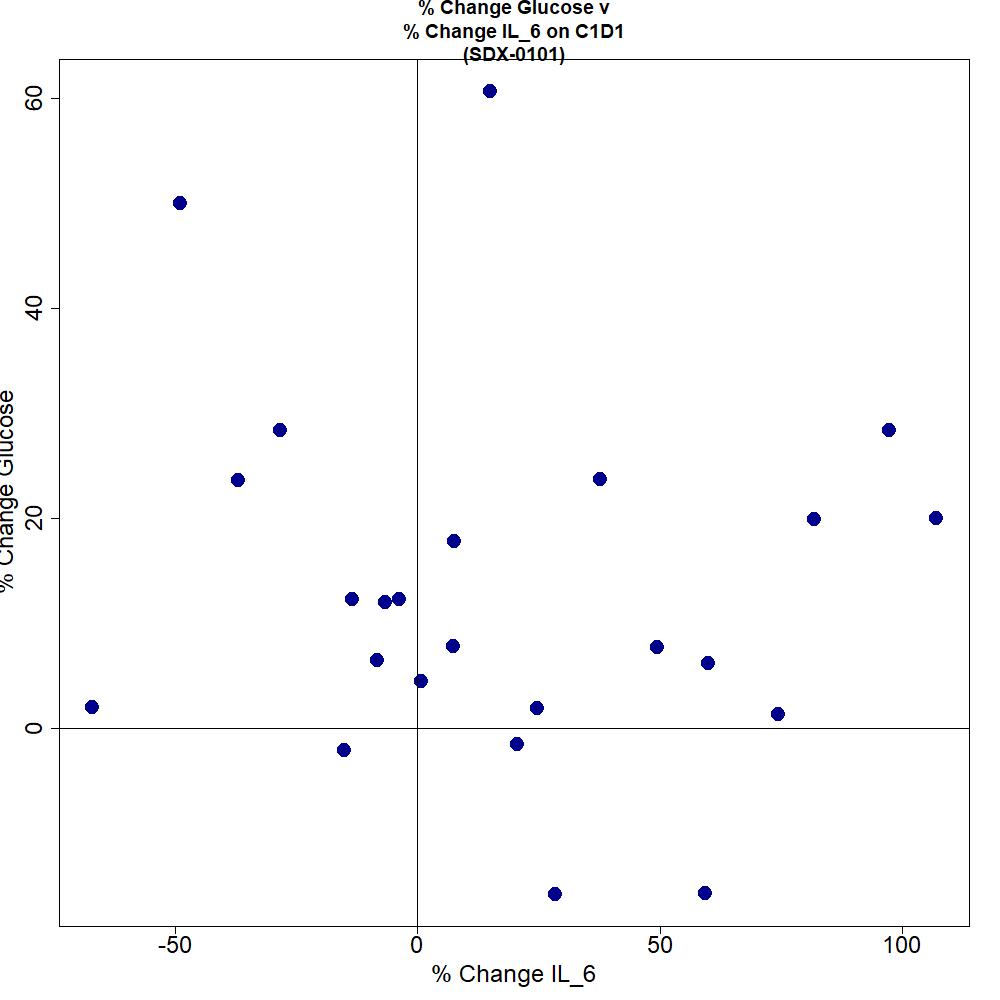 % Change Glucose v
% Change IL_6 on C1D1
(SDX-0101)
60
40
20
0
% Change Glucose
-50
0
50
100
% Change IL_6